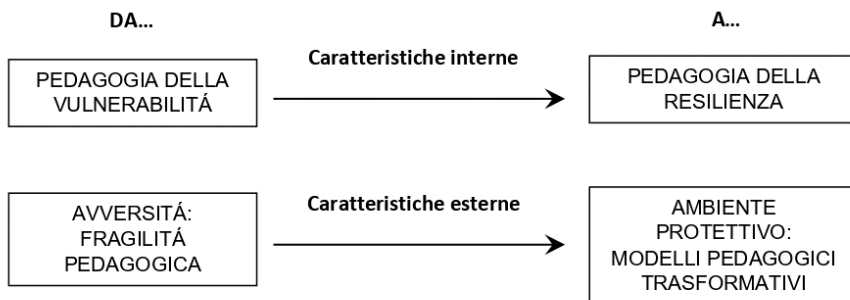 DA...
A...
Caratteristiche interne
PEDAGOGIA DELLA
VULNERABILITÁ
PEDAGOGIA DELLA
RESILIENZA
Caratteristiche esterne
AVVERSITÁ:
FRAGILITÁ
PEDAGOGICA
AMBIENTE
PROTETTIVO:
MODELLI PEDAGOGICI
TRASFORMATIVI